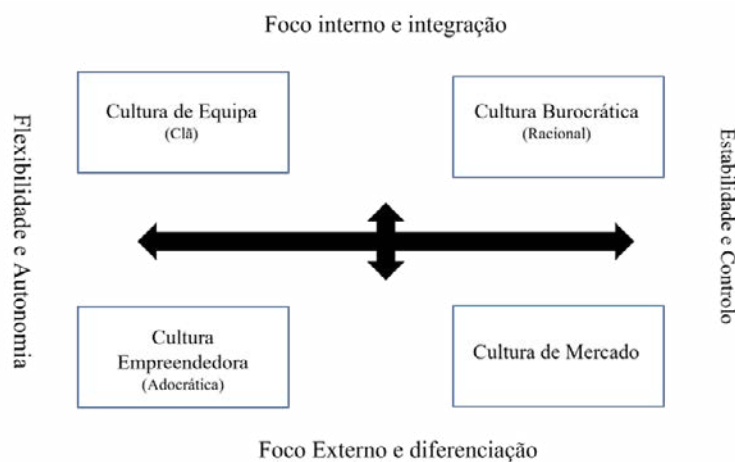 Foco interno e integração
Cultura de Equipa
(Clã)
Cultura Burocrática
(Racional)
Flexibilidade e Autonomia
Estabilidade e Controlo
Cultura
Empreendedora
(Adocrática)
Cultura de Mercado
Foco Externo e diferenciação